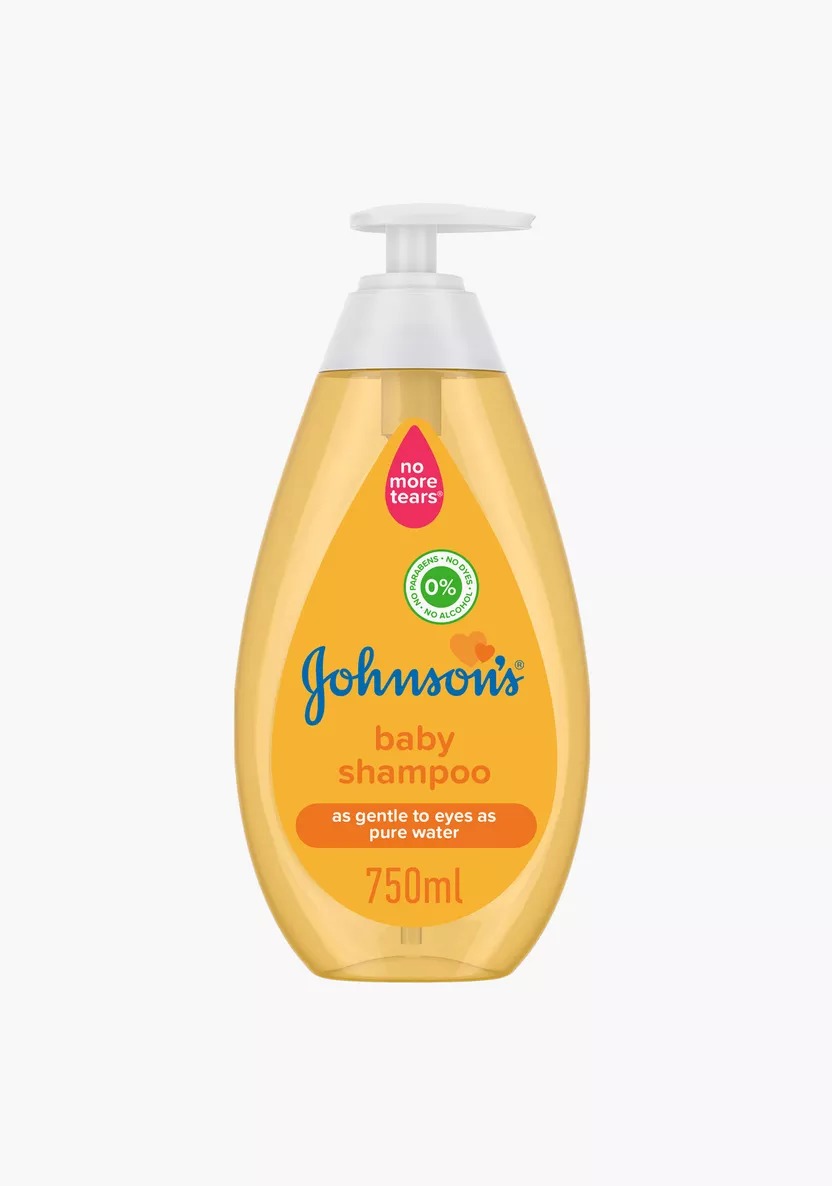 no
more
tears®
NO PARABENS • NO DYES • NO ALCOHOL •
0%
Johnson's®
baby
shampoo
as gentle to eyes as
pure water
750ml